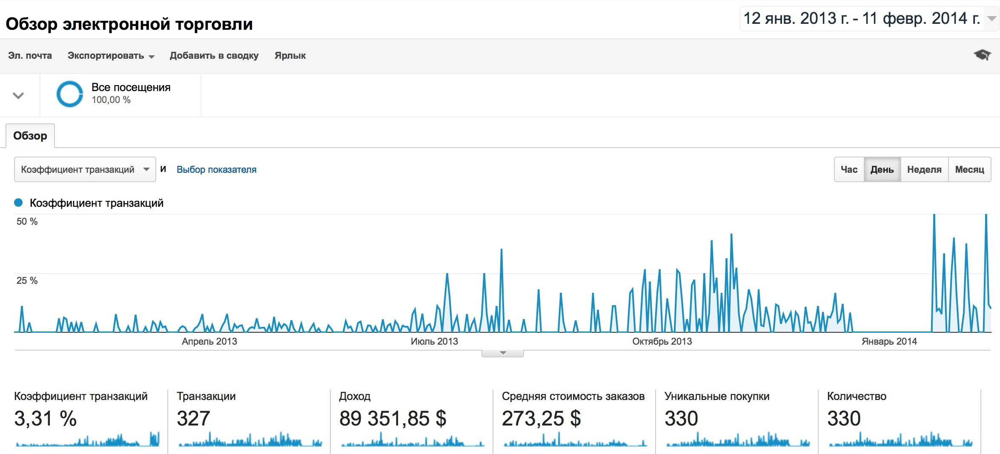 Обзор электронной торговли
12 янв. 2013 г. - 11 февр. 2014 г.
Эл. почта Экспортировать Добавить в сводку Ярлык
Все посещения
100,00 %
Обзор
Коэффициент транзакций и Выбор показателя Час День Неделя Месяц
Коэффициент транзакций
50 %
25 %
Апрель 2013 Июль 2013 Октябрь 2013 Январь 2014
Коэффициент транзакций Транзакции Доход Средняя стоимость заказов Уникальные покупки Количество
3,31 % 327 89 351,85 $ 273,25 $ 330 330